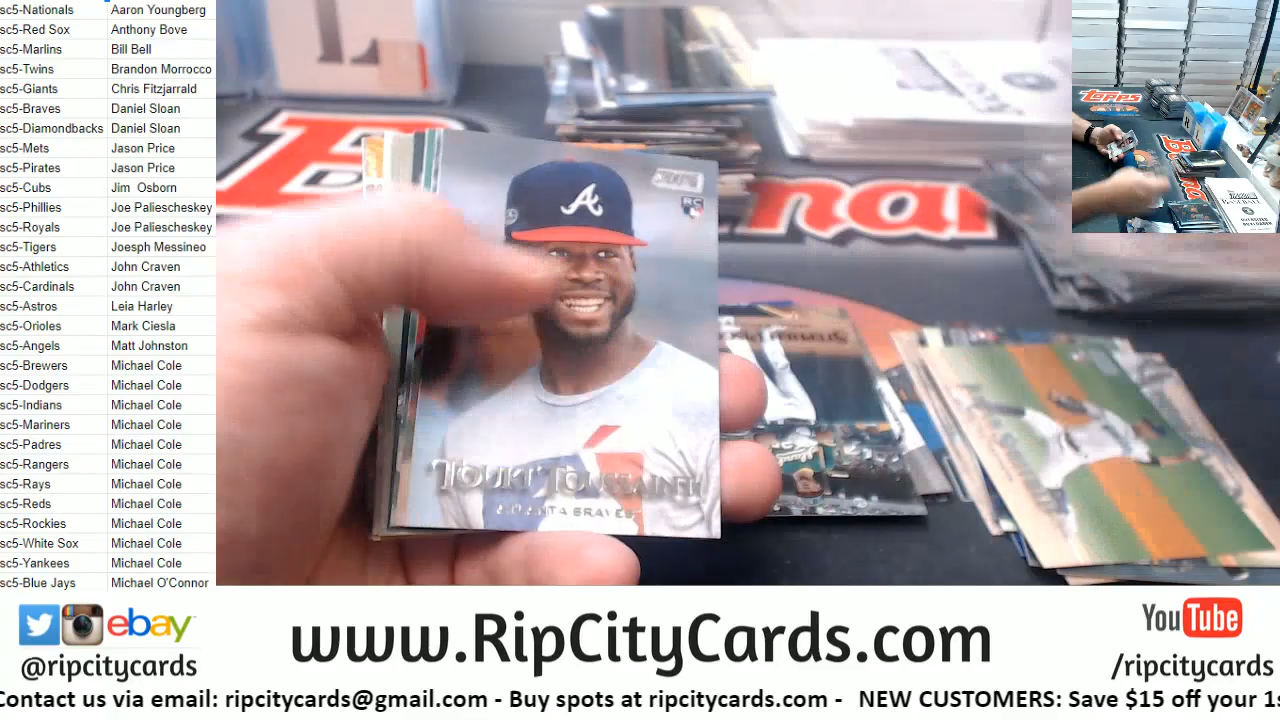 sc5-Nationals Aaron Youngberg
sc5-Red Sox Anthony Bove
sc5-Marlins Bill Bell
sc5-Twins Brandon Morrocco
sc5-Giants Chris Fitzjarrald
sc5-Braves Daniel Sloan
sc5-Diamondbacks Daniel Sloan
sc5-Mets Jason Price
sc5-Pirates Jason Price
sc5-Cubs Jim Osborn
sc5-Phillies Joe Paliescheskey
sc5-Royals Joe Paliescheskey
sc5-Tigers Joesph Messineo
sc5-Athletics John Craven
sc5-Cardinals John Craven
sc5-Astros Leia Harley
sc5-Orioles Mark Ciesla
sc5-Angels Matt Johnston
sc5-Brewers Michael Cole
sc5-Dodgers Michael Cole
sc5-Indians Michael Cole
sc5-Mariners Michael Cole
sc5-Padres Michael Cole
sc5-Rangers Michael Cole
sc5-Rays Michael Cole
sc5-Reds Michael Cole
sc5-Rockies Michael Cole
sc5-White Sox Michael Cole
sc5-Yankees Michael Cole
sc5-Blue Jays Michael O'Connor
Topps
A
RC
TOUKI TOUSSAINT
ATLANTA BRAVES
ebay
@ripcitycards
www.RipCityCards.com
YouTube
/ripcitycards
Contact us via email: ripcitycards@gmail.com - Buy spots at ripcitycards.com - NEW CUSTOMERS: Save $15 off your 1s